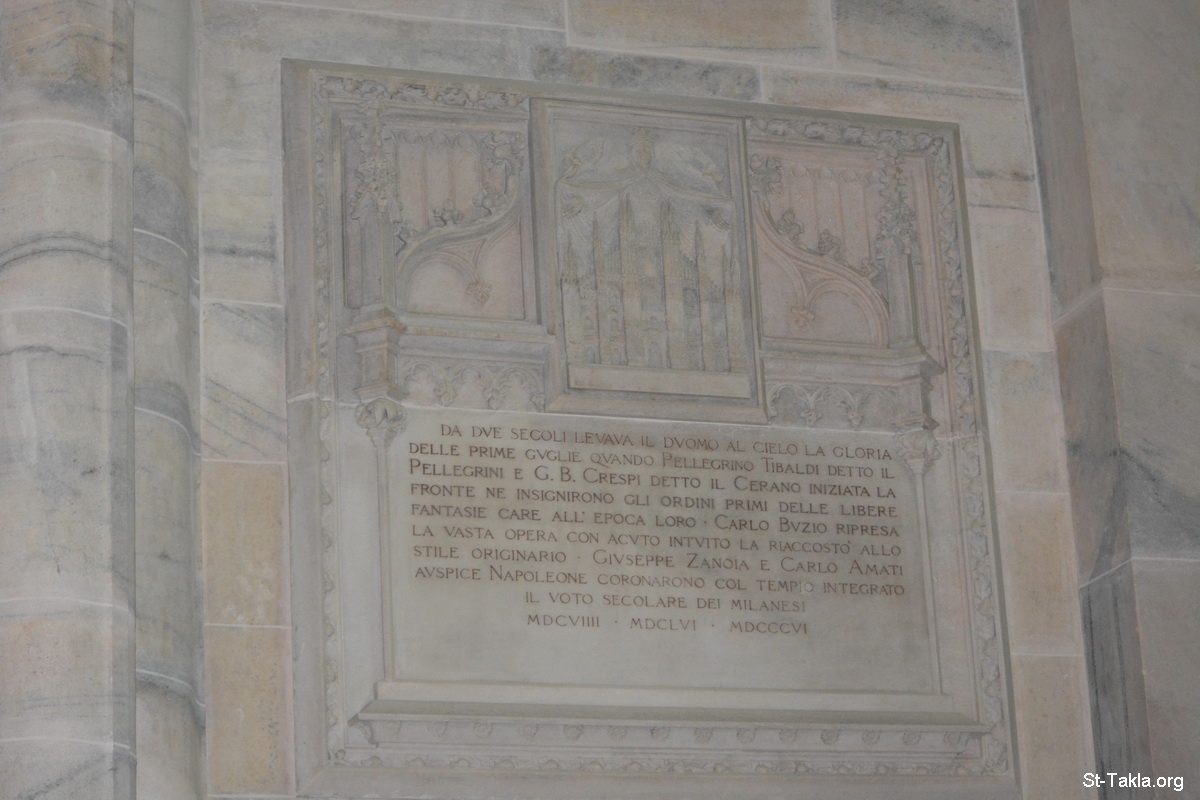 DA DVE SECOLI LEVAVA IL DVOMO AL CIELO LA GLORIA
DELLE PRIME GVGLIE QVANDO PELLEGRINO TIBALDI DETTO IL
PELLEGRINI E G. B. CRESPI DETTO IL CERANO INIZIATA LA
FRONTE NE INSIGNIRONO GLI ORDINI PRIMI DELLE LIBERE
FANTASIE CARE ALL' EPOCA LORO · CARLO BVZIO RIPRESA
LA VASTA OPERA CON ACVTO INTVITO LA RIACCOSTO' ALLO
STILE ORIGINARIO · GIVSEPPE ZANOIA E CARLO AMATI
AVSPICE NAPOLEONE CORONARONO COL TEMPIO INTEGRATO
IL VOTO SECOLARE DEI MILANESI
MDCVIIII · MDCLVI · MDCCCVI
St-Takla.org